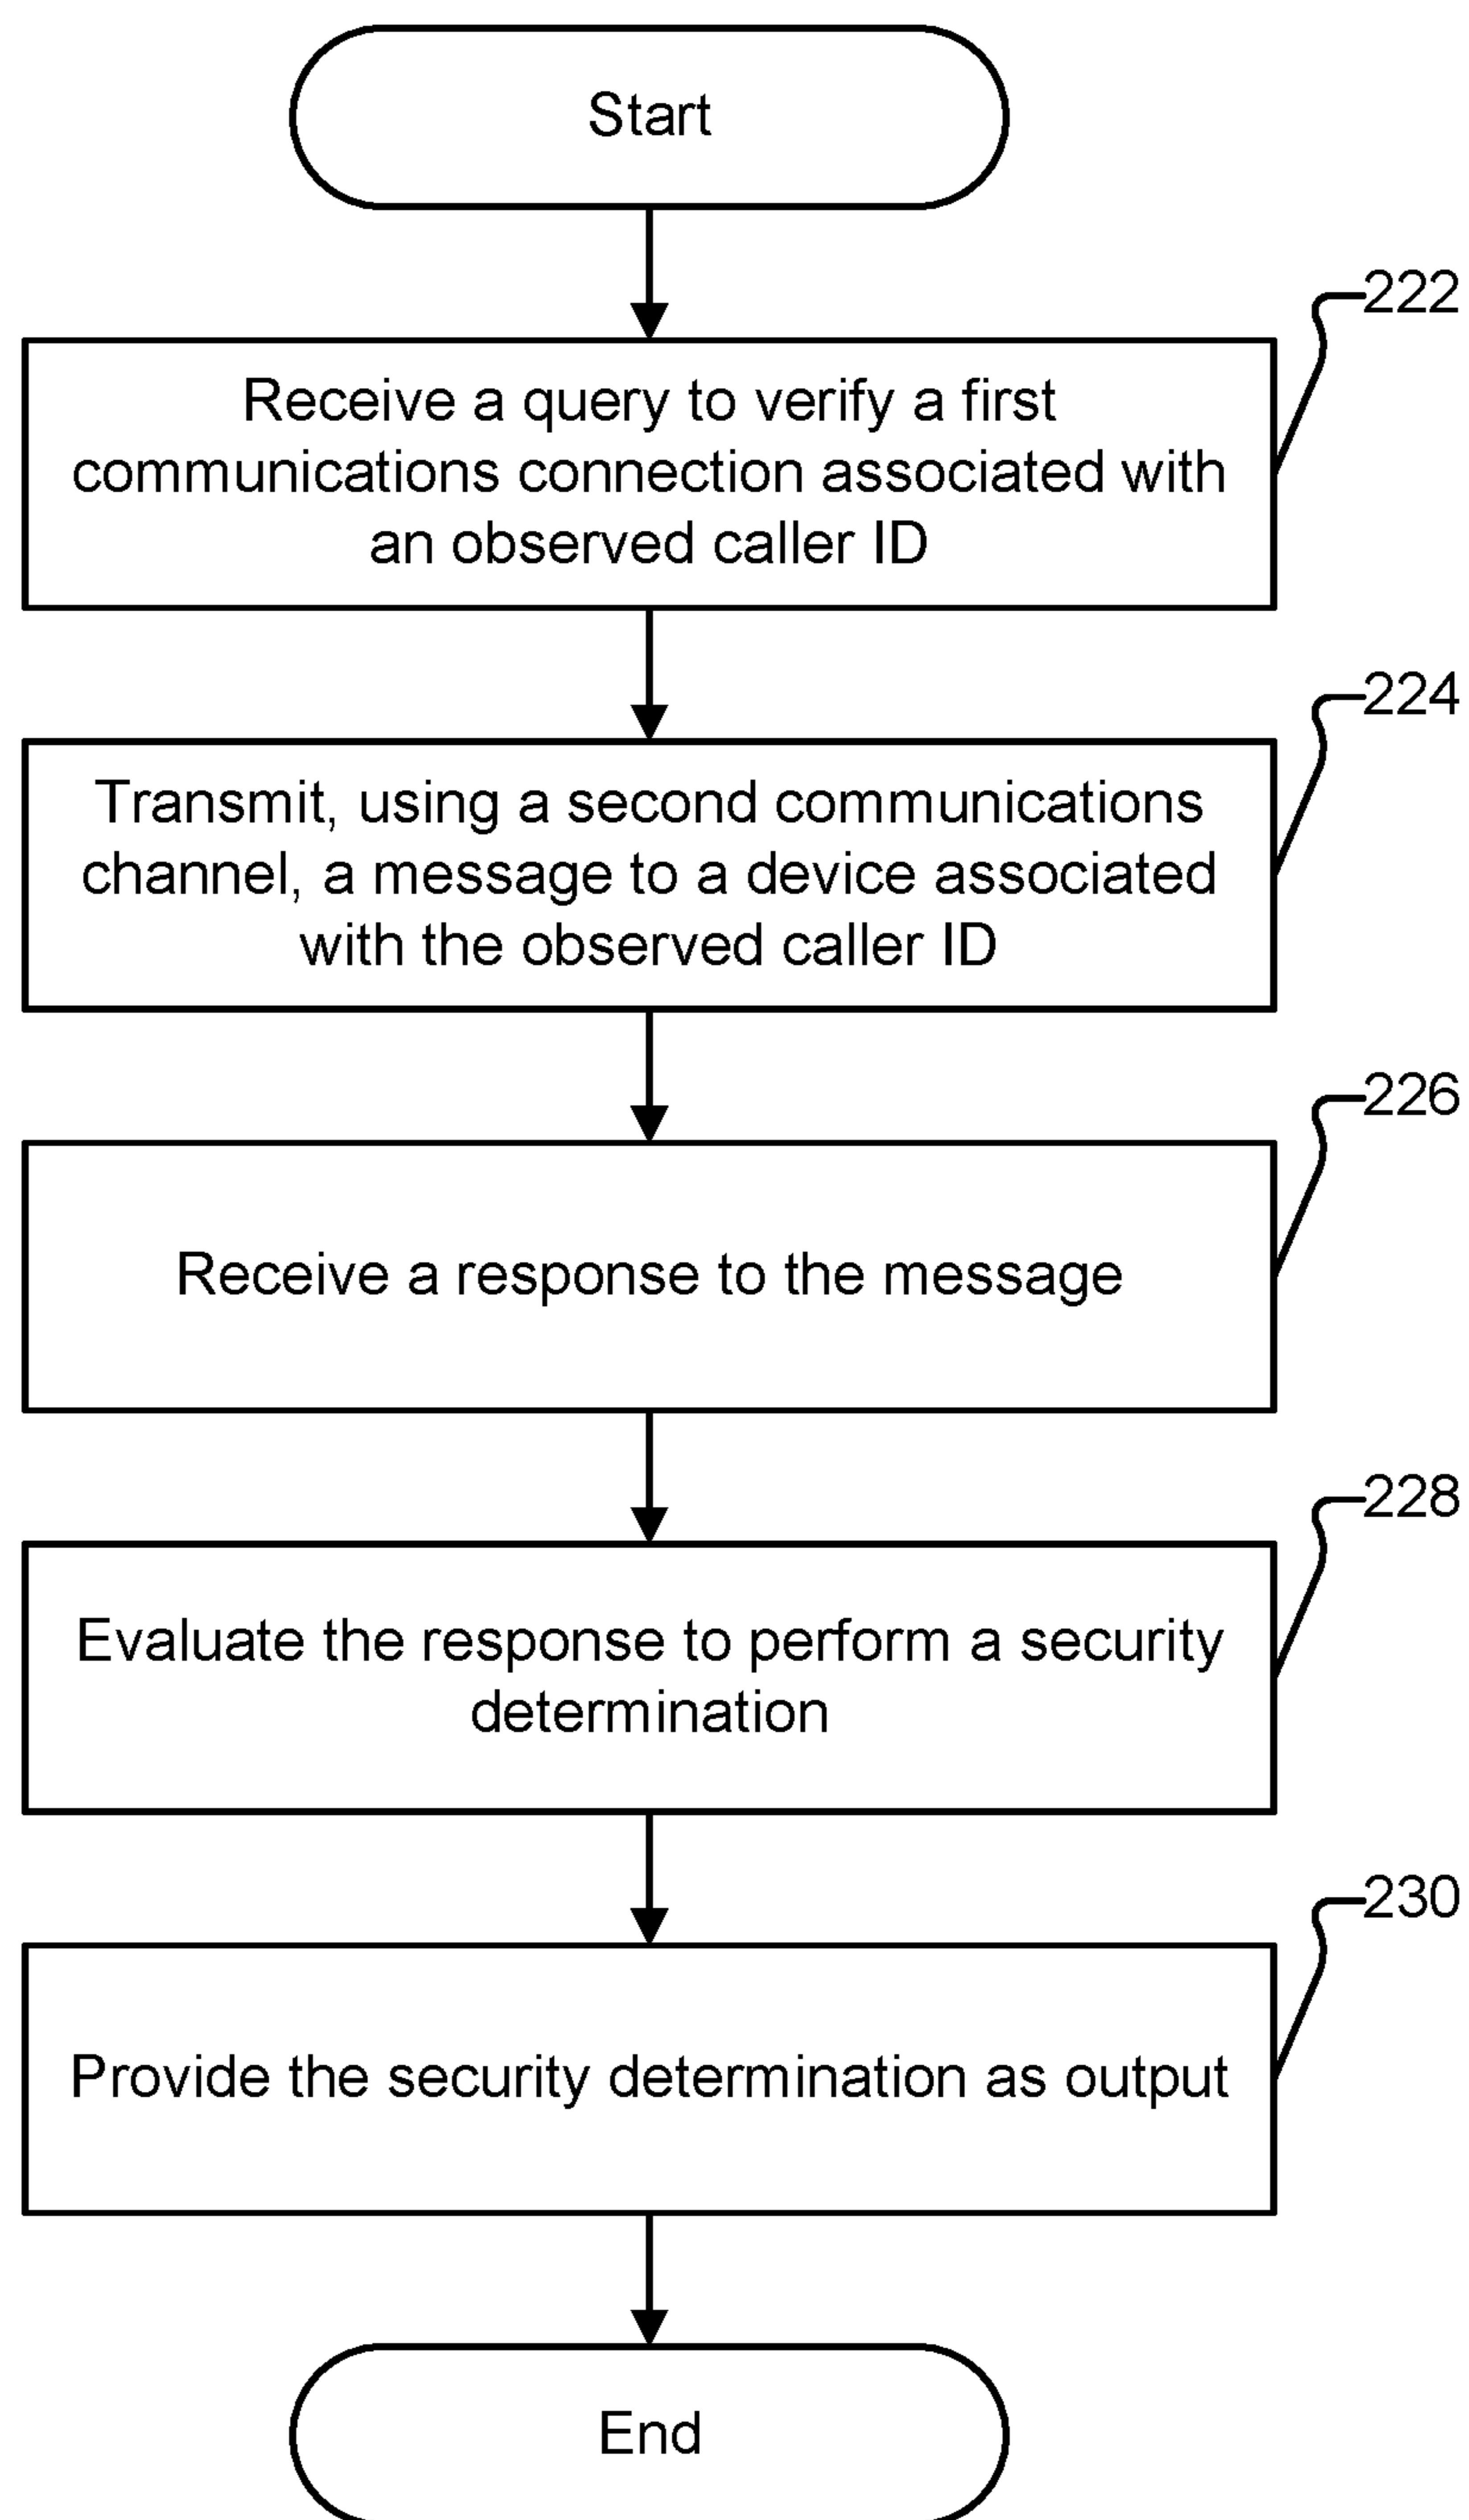 Start
222
Receive a query to verify a first
communications connection associated with
an observed caller ID
224
Transmit, using a second communications
channel, a message to a device associated
with the observed caller ID
226
Receive a response to the message
228
Evaluate the response to perform a security
determination
230
Provide the security determination as output
End